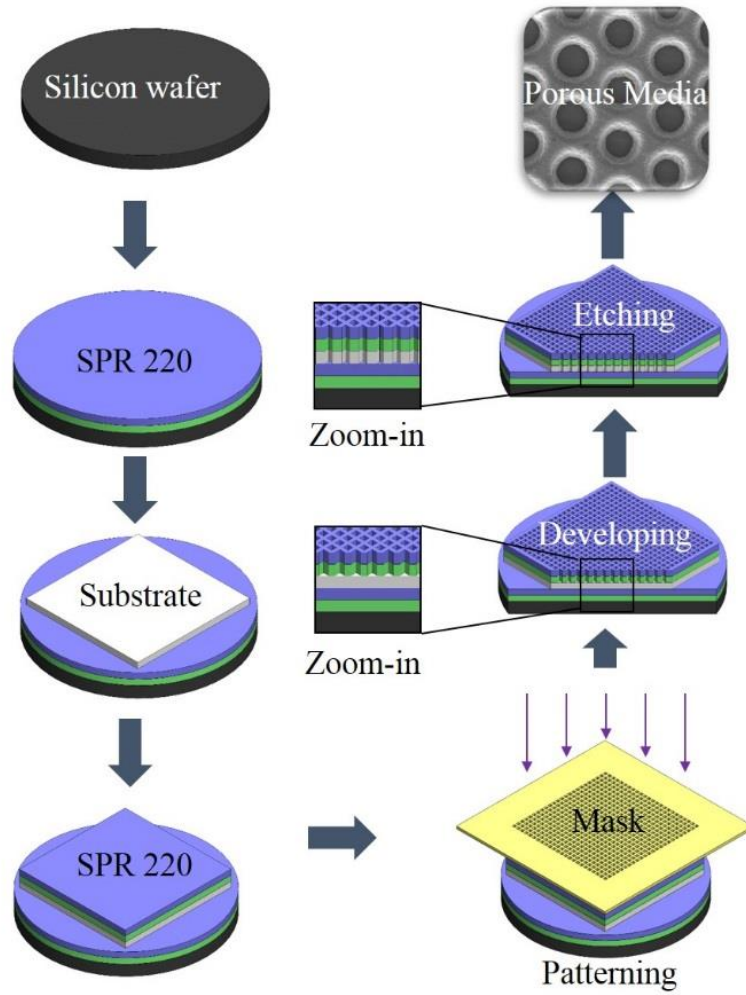 Silicon wafer
SPR 220
Substrate
SPR 220
Mask
Patterning
Developing
Zoom-in
Etching
Zoom-in
Porous Media